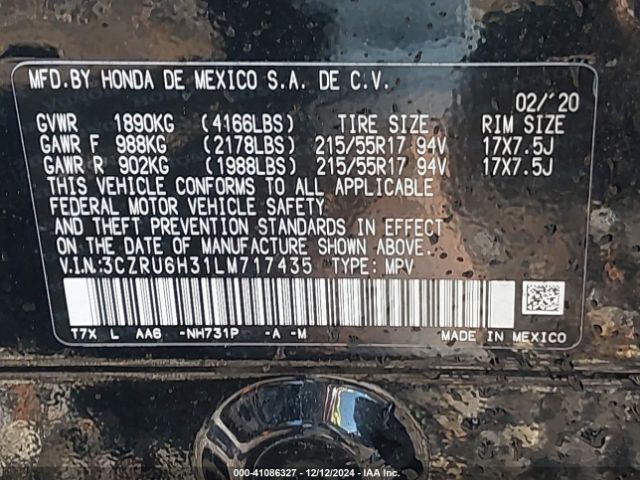 MFD.BY HONDA DE MEXICO S.A. DE C.V.
02/'20
GVWR 1890KG (4166LBS) TIRE SIZE RIM SIZE
GAWR F 988KG (2178LBS) 215/55R17 94V 17X7.5J
GAWR R 902KG (1988LBS) 215/55R17 94V 17X7.5J
THIS VEHICLE CONFORMS TO ALL APPLICABLE
FEDERAL MOTOR VEHICLE SAFETY
AND THEFT PREVENTION STANDARDS IN EFFECT
ON THE DATE OF MANUFACTURE SHOWN ABOVE.
V.I.N:3CZRU6H31LM717435 TYPE: MPV
T7X L AA6 -NH731P -A -M MADE IN MEXICO
000-41086327 - 12/12/2024 - IAA Inc.